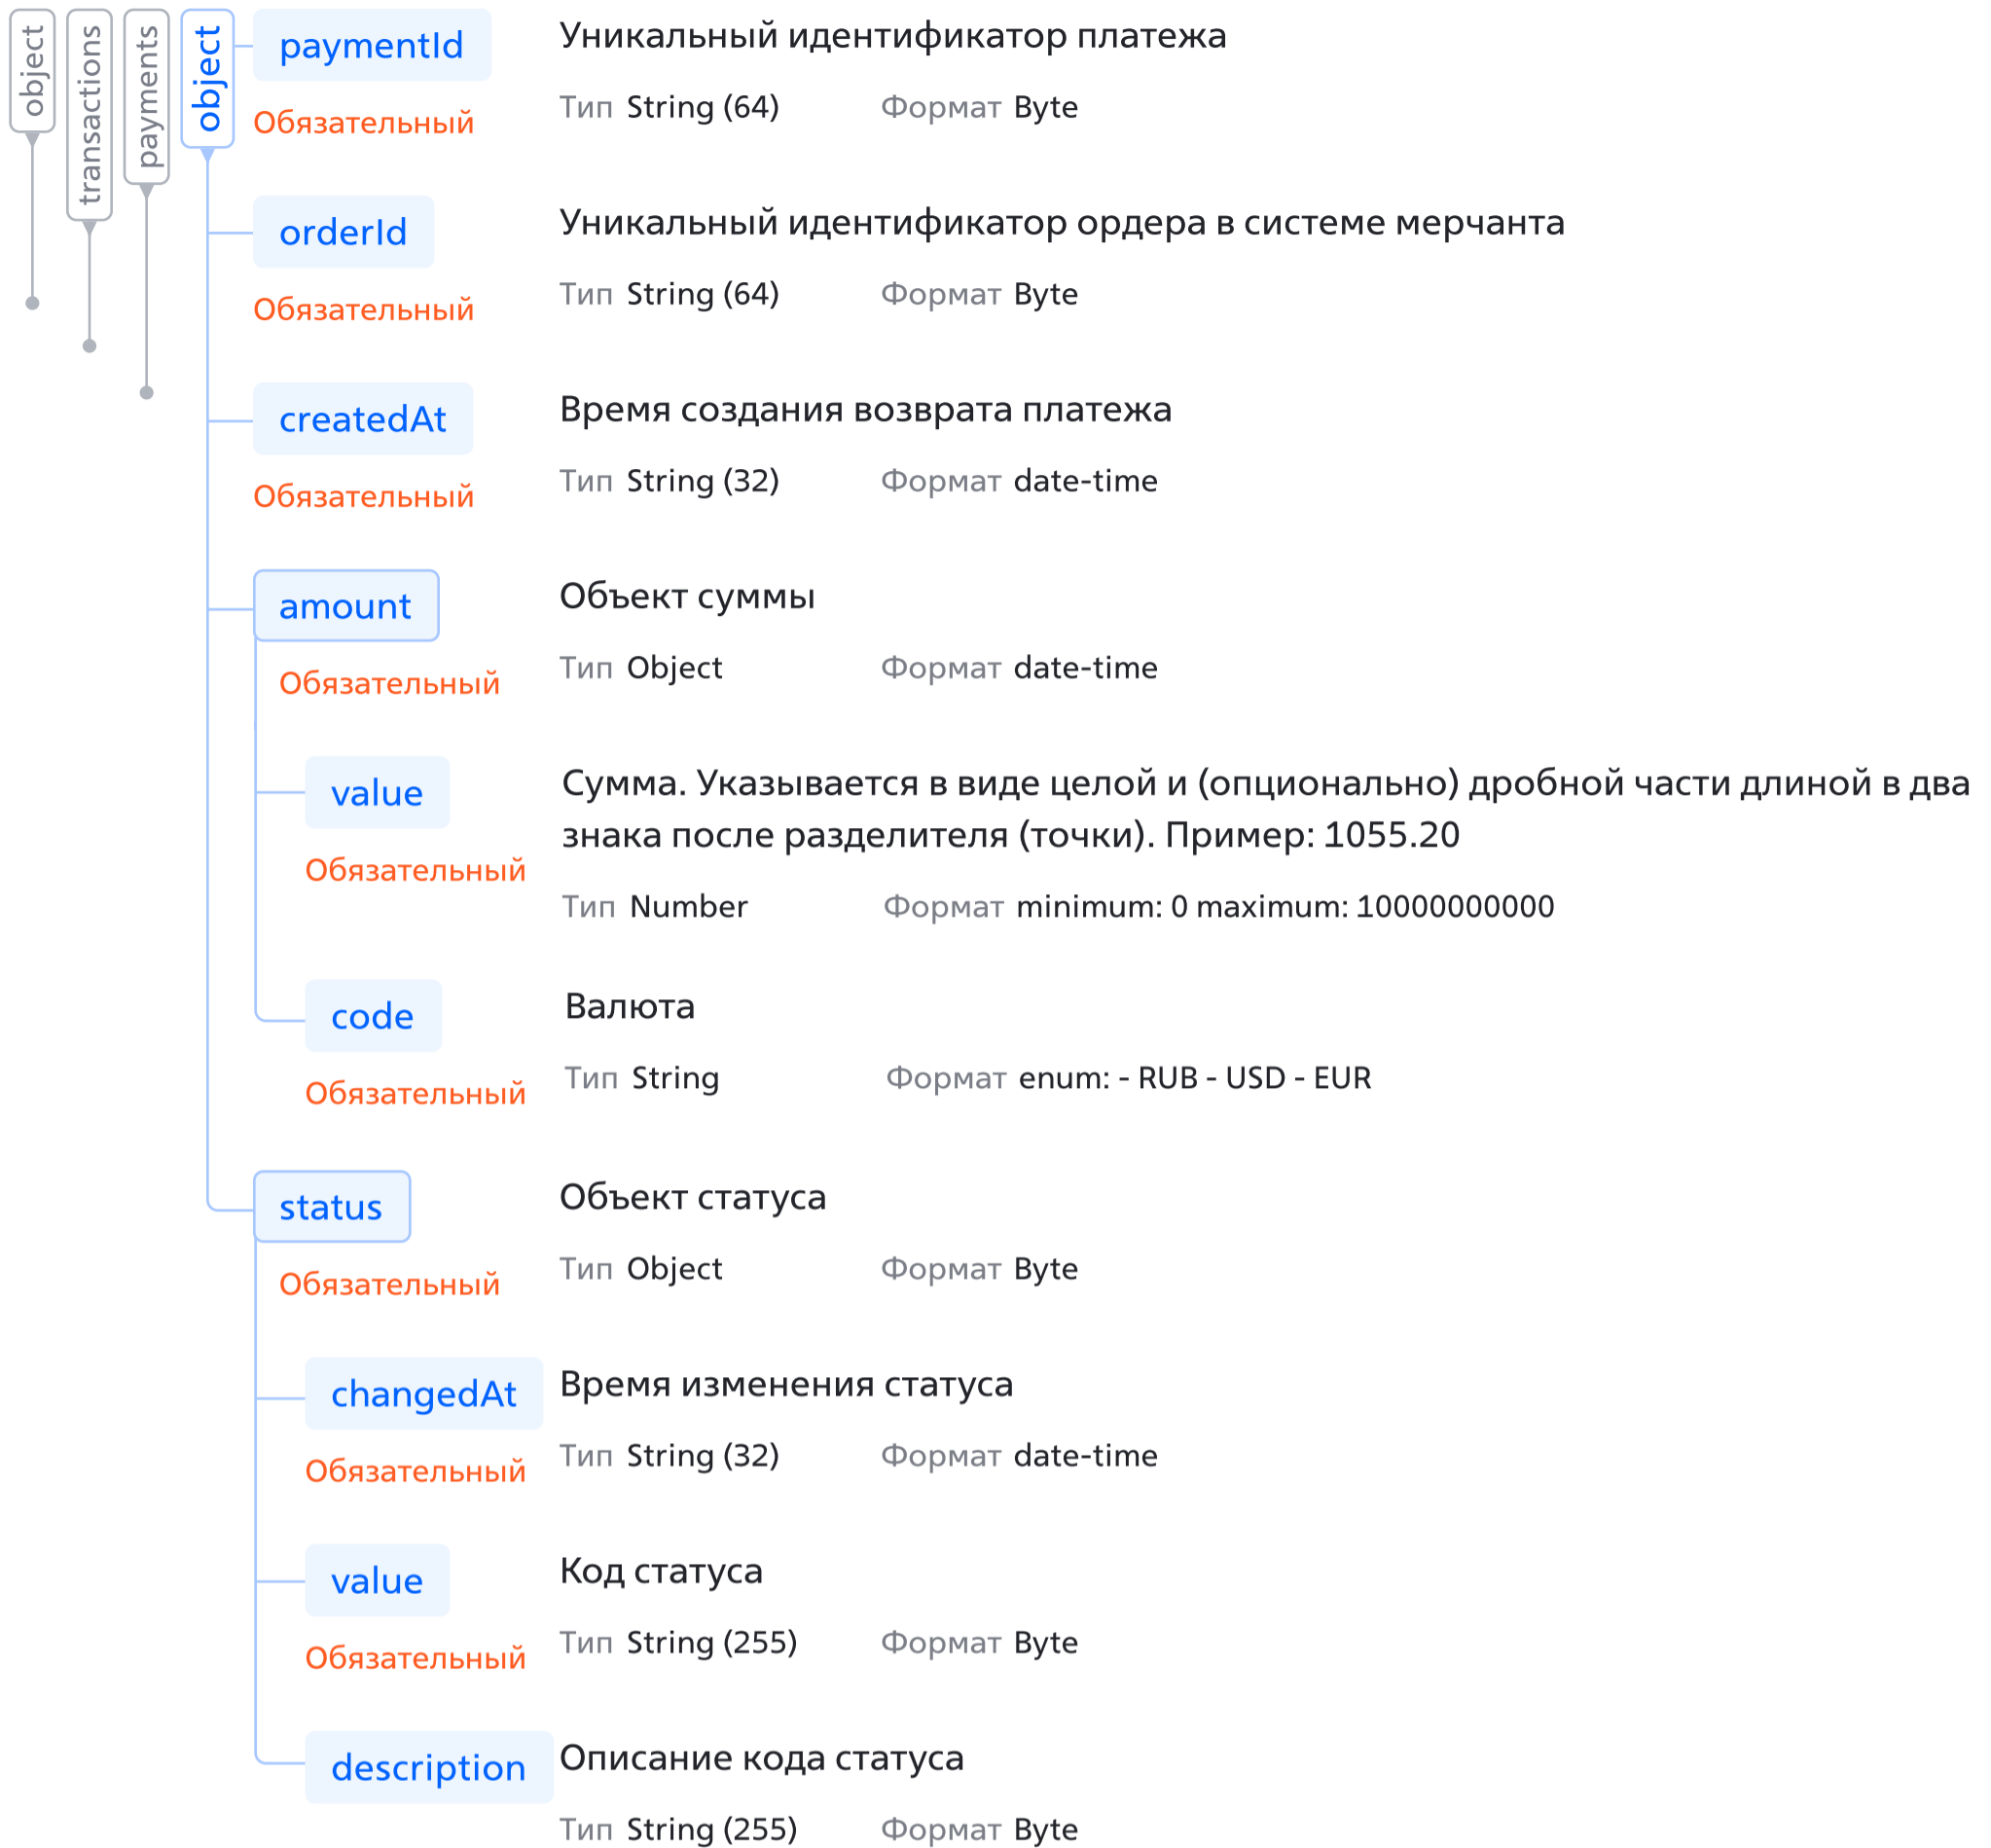 object
transactions
payments
object
paymentId
Уникальный идентификатор платежа
Обязательный
Тип String (64) Формат Byte
orderId
Уникальный идентификатор ордера в системе мерчанта
Обязательный
Тип String (64) Формат Byte
createdAt
Время создания возврата платежа
Обязательный
Тип String (32) Формат date-time
amount
Объект суммы
Обязательный
Тип Object Формат date-time
value
Сумма. Указывается в виде целой и (опционально) дробной части длиной в два
знака после разделителя (точки). Пример: 1055.20
Обязательный
Тип Number Формат minimum: 0 maximum: 10000000000
code
Валюта
Обязательный
Тип String Формат enum: - RUB - USD - EUR
status
Объект статуса
Обязательный
Тип Object Формат Byte
changedAt
Время изменения статуса
Обязательный
Тип String (32) Формат date-time
value
Код статуса
Обязательный
Тип String (255) Формат Byte
description
Описание кода статуса
Тип String (255) Формат Byte